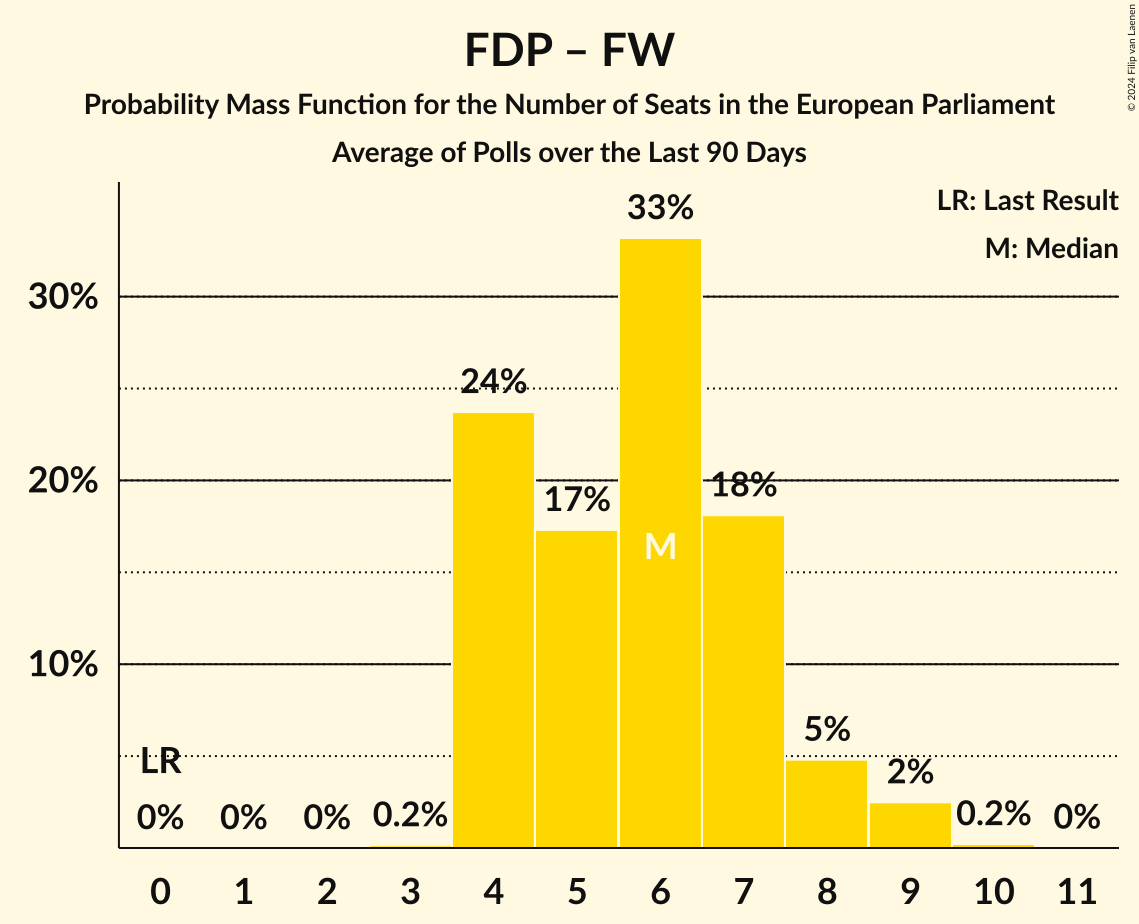 FDP – FW
Probability Mass Function for the Number of Seats in the European Parliament
Average of Polls over the Last 90 Days
© 2024 Filip van Laenen
LR: Last Result
M: Median
33%
30%
24%
20%
18%
17%
M
10%
5%
LR
2%
0% 0% 0% 0.2% 0.2% 0%
0 1 2 3 4 5 6 7 8 9 10 11